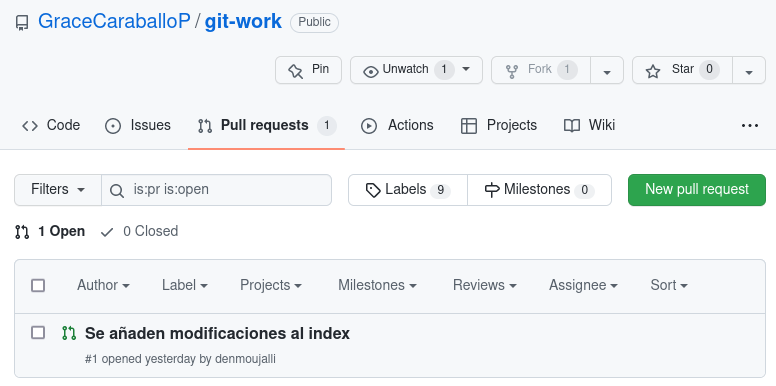 GraceCaraballoP / git-work Public
Pin Unwatch 1 Fork 1 Star 0
Code Issues Pull requests 1 Actions Projects Wiki ...
Filters is:pr is:open Labels 9 Milestones 0 New pull request
1 Open 0 Closed
Author Label Projects Milestones Reviews Assignee Sort
Se añaden modificaciones al index
#1 opened yesterday by denmoujalli